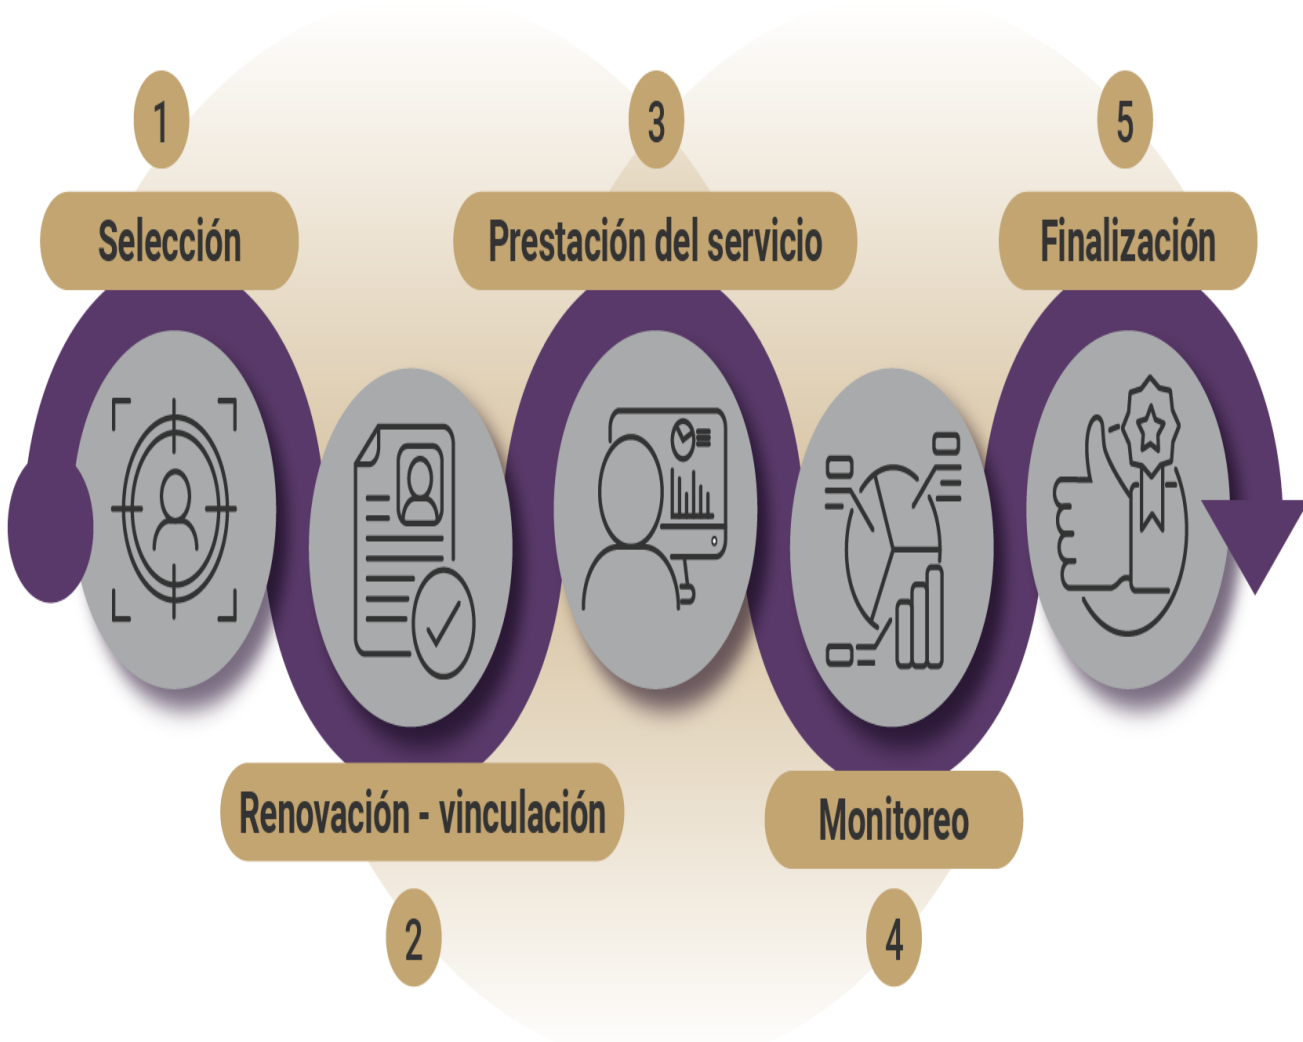 1
Selección
2
Renovación - vinculación
3
Prestación del servicio
4
Monitoreo
5
Finalización